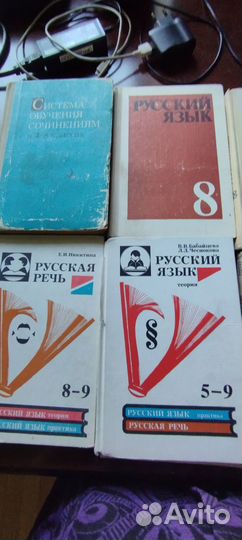 СИСТЕМА
ОБУЧЕНИЯ
СОЧИНЕНИЯМ
РУССКИЙ
ЯЗЫК
8
Е.И.Никитина
РУССКАЯ
РЕЧЬ
8-9
РУССКИЙ ЯЗЫК теория
РУССКИЙ ЯЗЫК практика
В.В.Бабайцева
Л.Д.Чеснокова
РУССКИЙ
ЯЗЫК
теория
§
5-9
РУССКИЙ ЯЗЫК практика
РУССКАЯ РЕЧЬ
Avito